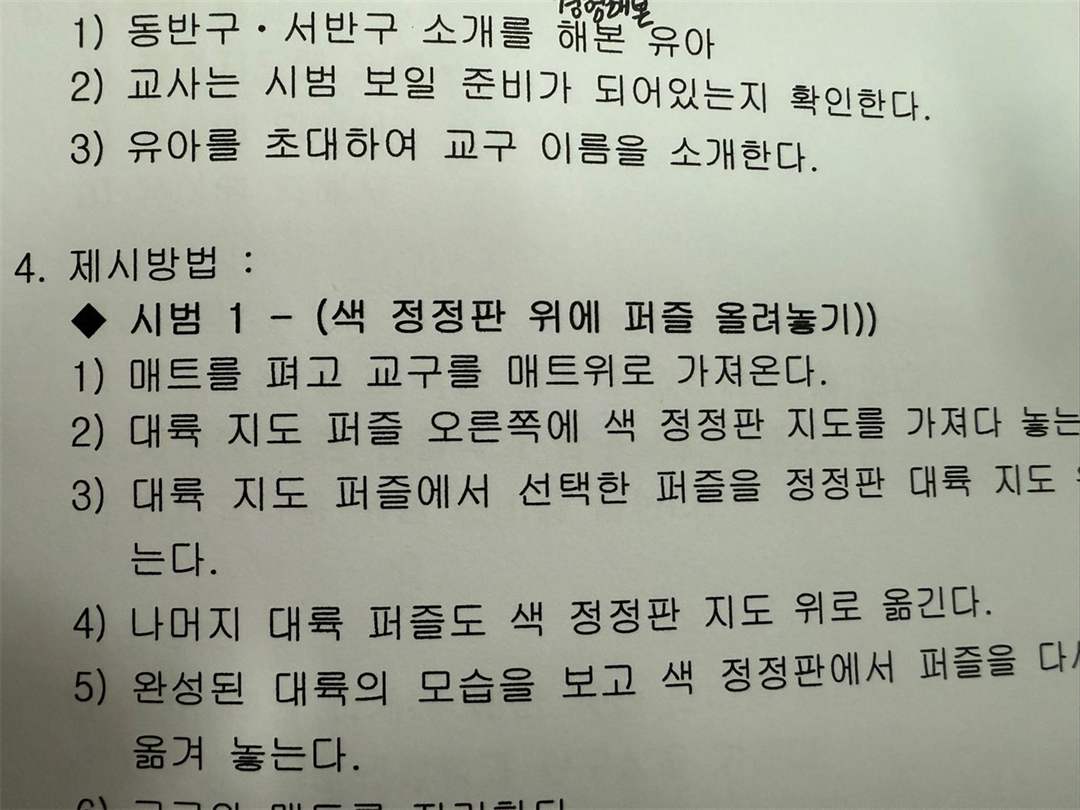 경험해본
1) 동반구・서반구 소개를 해본 유아
2) 교사는 시범 보일 준비가 되어있는지 확인한다.
3) 유아를 초대하여 교구 이름을 소개한다.
4. 제시방법 :
◆ 시범 1 - (색 정정판 위에 퍼즐 올려놓기))
1) 매트를 펴고 교구를 매트위로 가져온다.
2) 대륙 지도 퍼즐 오른쪽에 색 정정판 지도를 가져다 놓는
3) 대륙 지도 퍼즐에서 선택한 퍼즐을 정정판 대륙 지도
는다.
4) 나머지 대륙 퍼즐도 색 정정판 지도 위로 옮긴다.
5) 완성된 대륙의 모습을 보고 색 정정판에서 퍼즐을
옮겨 놓는다.